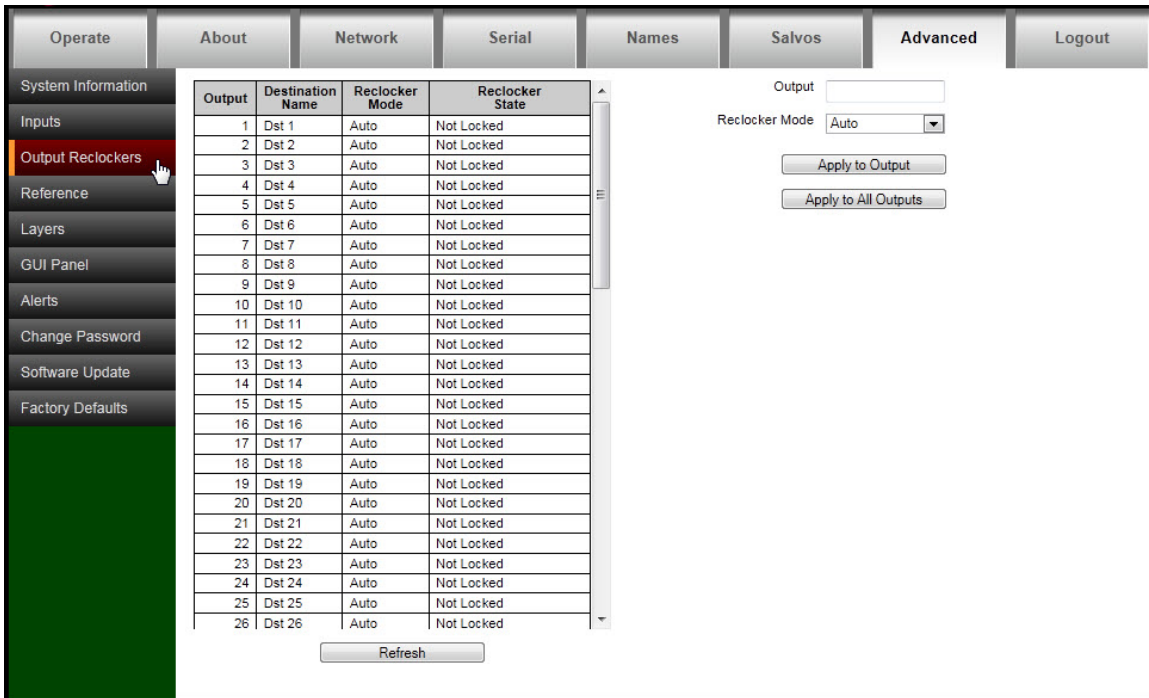 Operate About Network Serial Names Salvos Advanced Logout
System Information
Inputs
Output Reclockers
Reference
Layers
GUI Panel
Alerts
Change Password
Software Update
Factory Defaults
Output Destination Name Reclocker Mode Reclocker State
1 Dst 1 Auto Not Locked
2 Dst 2 Auto Not Locked
3 Dst 3 Auto Not Locked
4 Dst 4 Auto Not Locked
5 Dst 5 Auto Not Locked
6 Dst 6 Auto Not Locked
7 Dst 7 Auto Not Locked
8 Dst 8 Auto Not Locked
9 Dst 9 Auto Not Locked
10 Dst 10 Auto Not Locked
11 Dst 11 Auto Not Locked
12 Dst 12 Auto Not Locked
13 Dst 13 Auto Not Locked
14 Dst 14 Auto Not Locked
15 Dst 15 Auto Not Locked
16 Dst 16 Auto Not Locked
17 Dst 17 Auto Not Locked
18 Dst 18 Auto Not Locked
19 Dst 19 Auto Not Locked
20 Dst 20 Auto Not Locked
21 Dst 21 Auto Not Locked
22 Dst 22 Auto Not Locked
23 Dst 23 Auto Not Locked
24 Dst 24 Auto Not Locked
25 Dst 25 Auto Not Locked
26 Dst 26 Auto Not Locked
Refresh
Output
Reclocker Mode Auto
Apply to Output
Apply to All Outputs